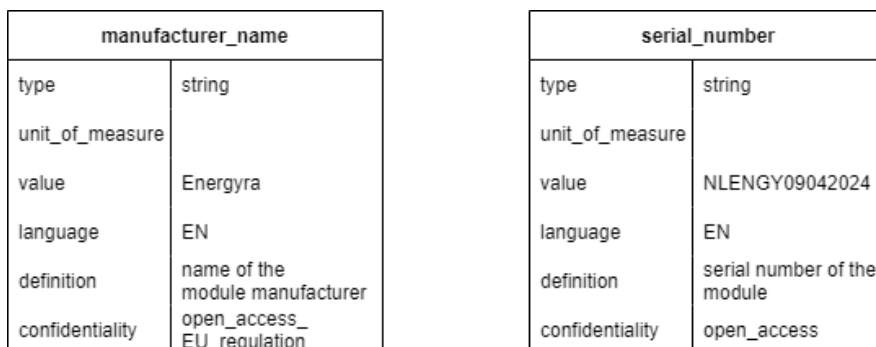 manufacturer_name
type string
unit_of_measure
value Energyra
language EN
definition name of the
module manufacturer
confidentiality open_access_
EU_regulation
serial_number
type string
unit_of_measure
value NLENGY09042024
language EN
definition serial number of the
module
confidentiality open_access